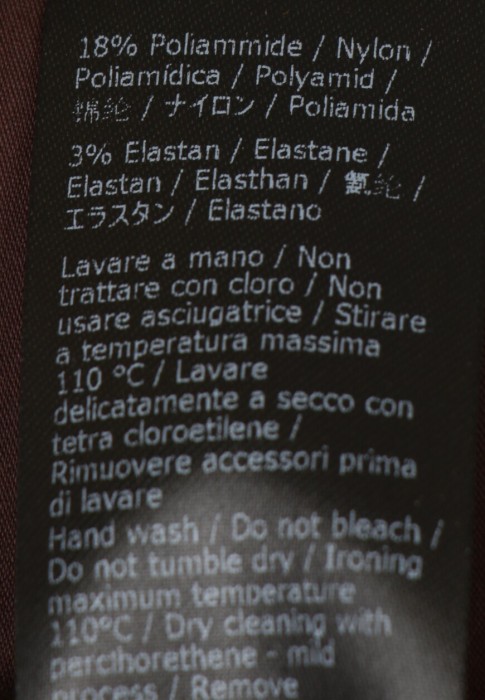 18% Poliammide / Nylon /
Poliamídica / Polyamid /
锦纶 / ナイロン / Poliamida
3% Elastan / Elastane /
Elastan / Elasthan / 氨纶 /
エラスタン / Elastano
Lavare a mano / Non
trattare con cloro / Non
usare asciugatrice / Stirare
a temperatura massima
110 °C / Lavare
delicatamente a secco con
tetra cloroetilene /
Rimuovere accessori prima
di lavare
Hand wash / Do not bleach /
Do not tumble dry / Ironing
maximum temperature
110°C / Dry cleaning with
perclhorethene - mild
process / Remove